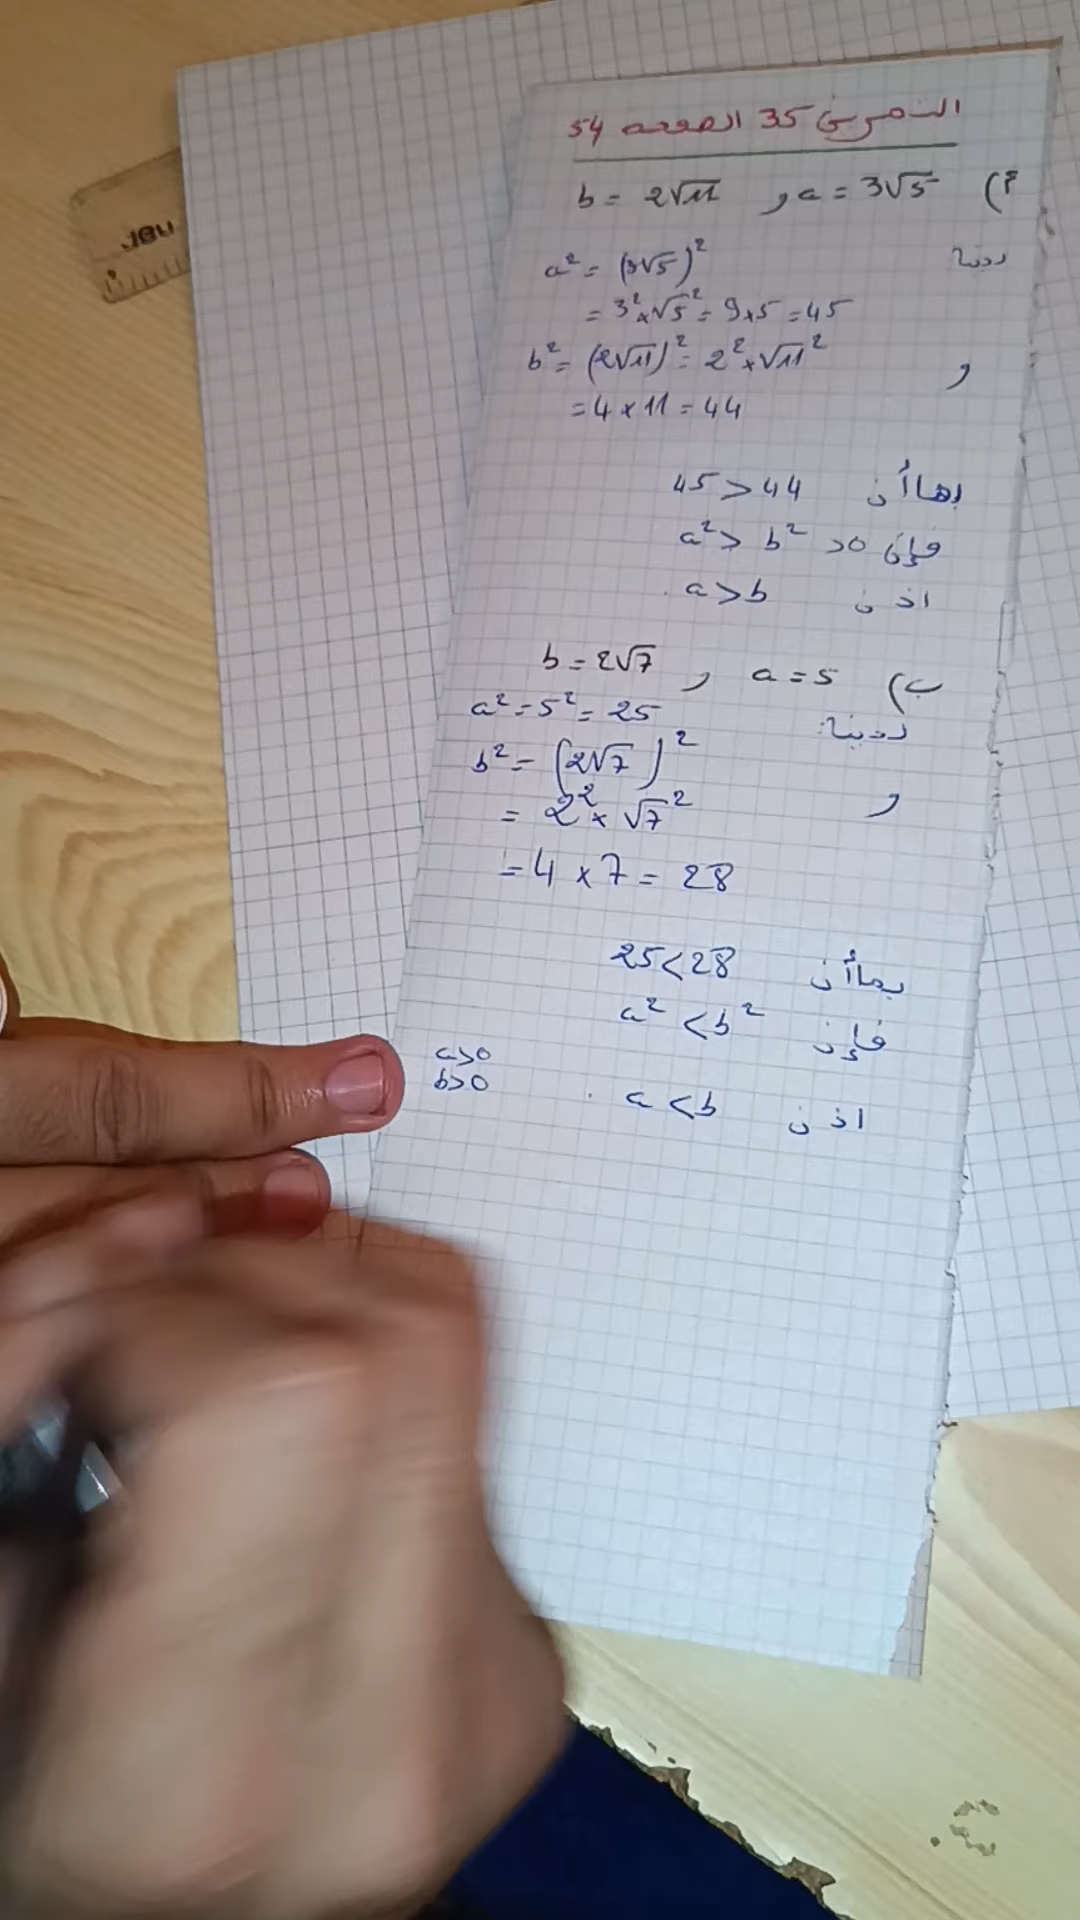 التمرين 35 الصفحة 54
أ) a = 3√5 و b = 2√11
لدينا a² = (3√5)²
= 3² × √5² = 9×5 = 45
و b² = (2√11)² = 2² × √11²
= 4 × 11 = 44
بما أن 45 > 44
فإن a² > b² >0
اذن a > b
ب) a = 5 و b = 2√7
لدينا: a² = 5² = 25
و b² = (2√7)²
= 2² × √7²
= 4 × 7 = 28
بما أن 25 < 28
فإن a² < b²
a>0
b>0
اذن a < b